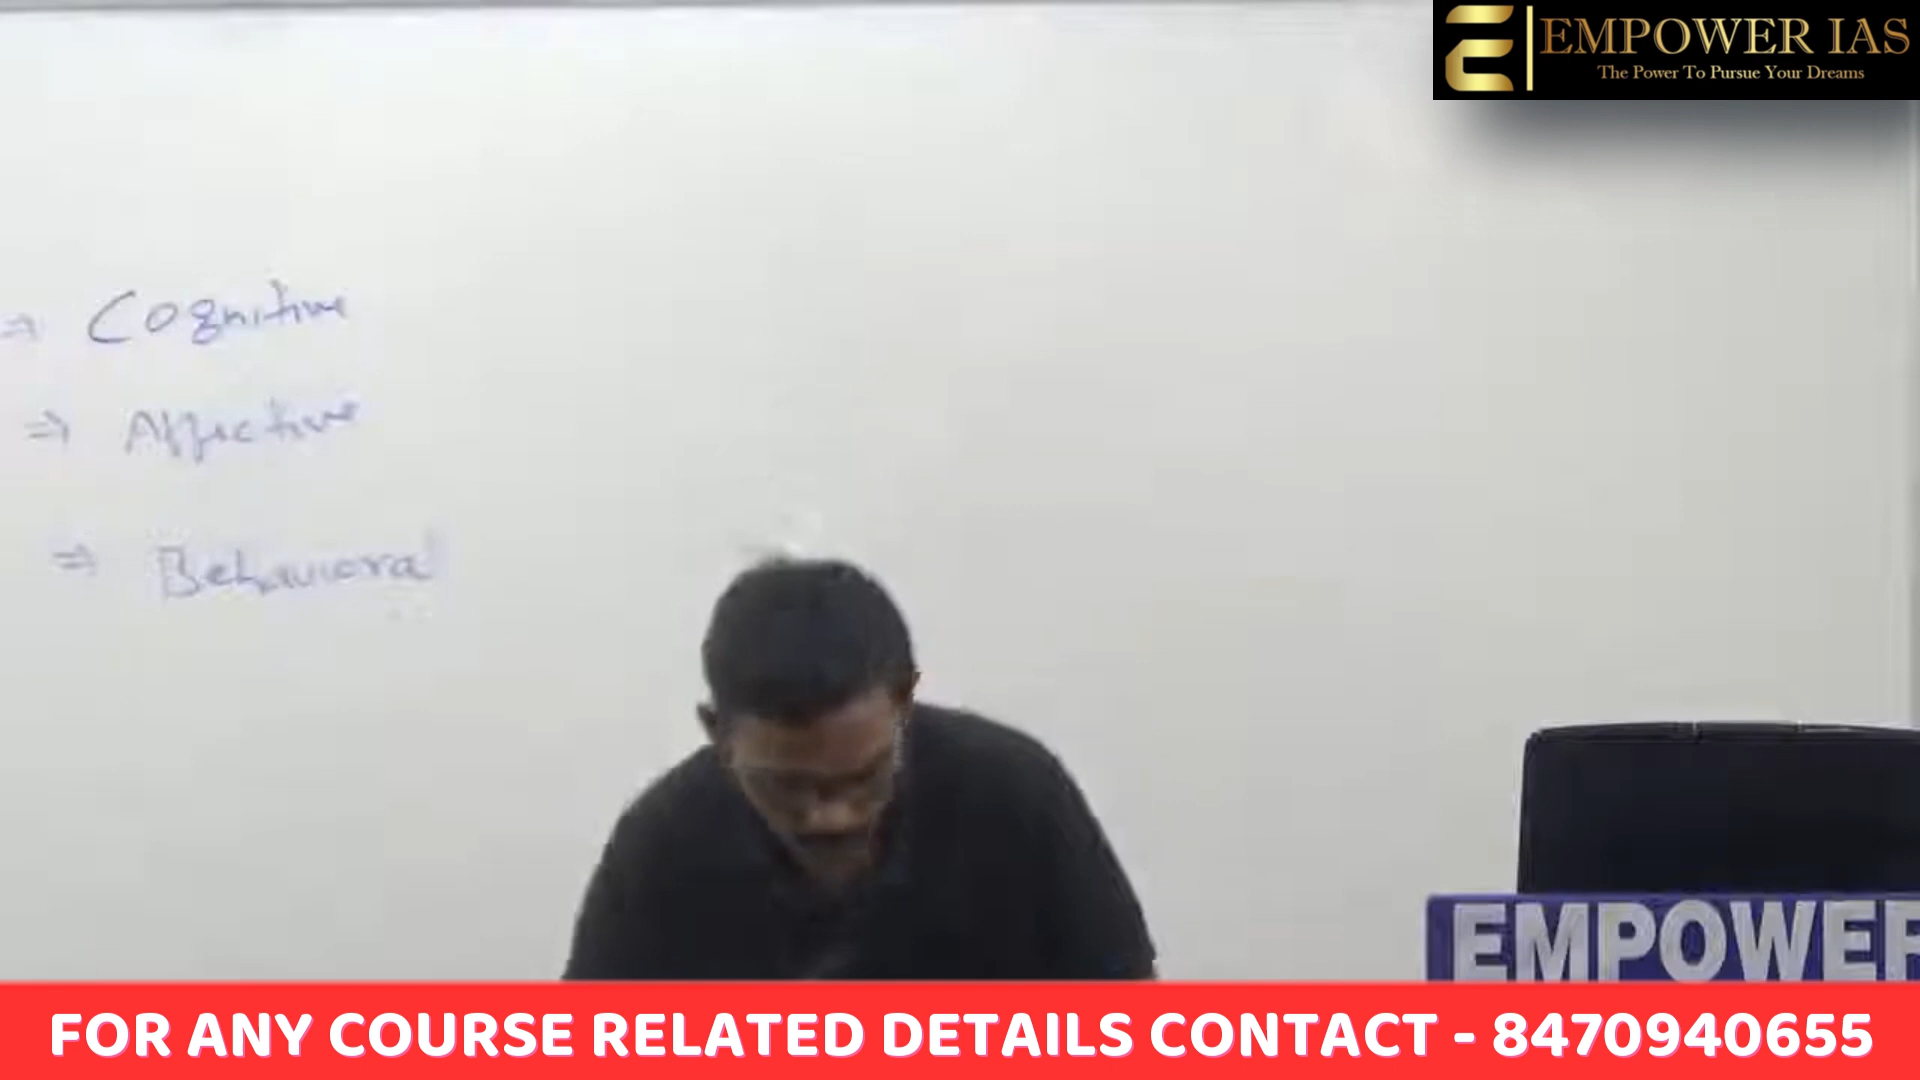 EMPOWER IAS
The Power To Pursue Your Dreams
⇒ Cognitive
⇒ Affective
⇒ Behavioral
EMPOWER
FOR ANY COURSE RELATED DETAILS CONTACT - 8470940655